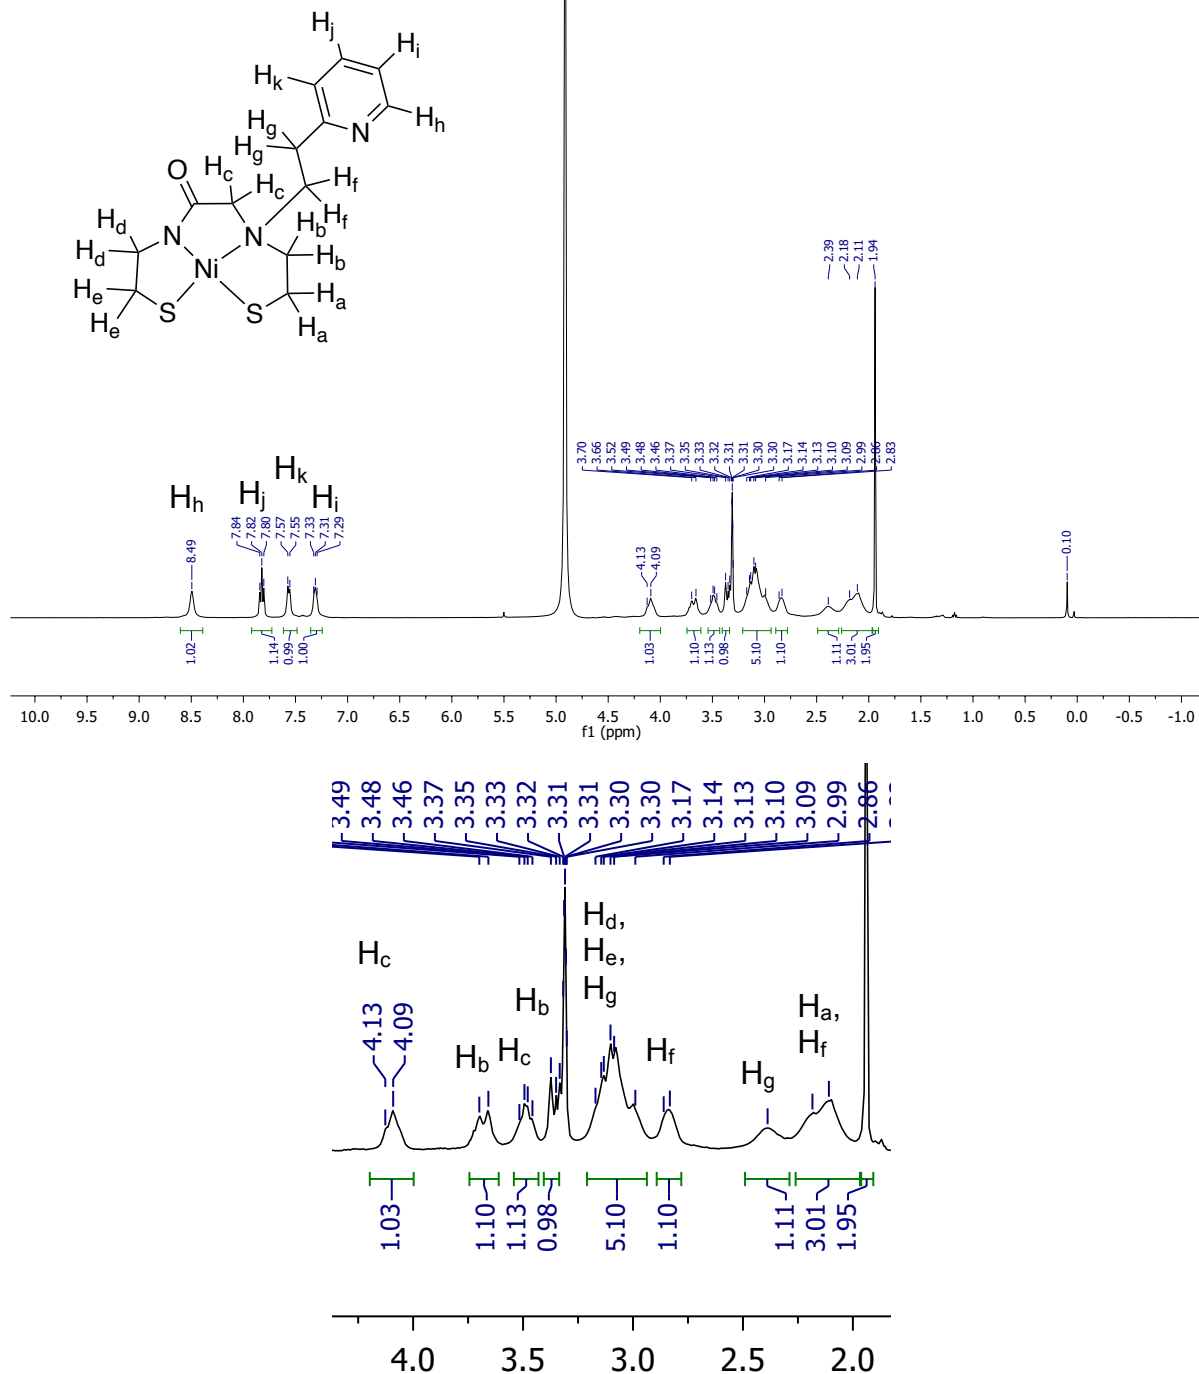 Hj
Hi
Hk
Hh
N
Hg
Hg
O
Hc
Hc
Hf
Hf
Hd
N
N
Hb
Hd
Hb
Ni
He
S
S
Ha
He
Ha
2.39
2.18
2.11
1.94
3.70
3.66
3.52
3.49
3.48
3.46
3.37
3.35
3.33
3.32
3.31
3.31
3.30
3.30
3.17
3.14
3.13
3.10
3.09
2.99
2.86
2.83
Hh
Hj
Hk
Hi
8.49
7.84
7.82
7.80
7.57
7.55
7.33
7.31
7.29
4.13
4.09
0.10
1.02
1.14
0.99
1.00
1.03
1.10
1.13
0.98
5.10
1.10
1.11
3.01
1.95
10.0 9.5 9.0 8.5 8.0 7.5 7.0 6.5 6.0 5.5 5.0 4.5 4.0 3.5 3.0 2.5 2.0 1.5 1.0 0.5 0.0 -0.5 -1.0
f1 (ppm)
3.49
3.48
3.46
3.37
3.35
3.33
3.32
3.31
3.31
3.30
3.30
3.17
3.14
3.13
3.10
3.09
2.99
2.86
Hc
4.13
4.09
Hb
Hc
Hb
Hd,
He,
Hg
Hf
Hg
Ha,
Hf
1.03
1.10
1.13
0.98
5.10
1.10
1.11
3.01
1.95
4.0 3.5 3.0 2.5 2.0